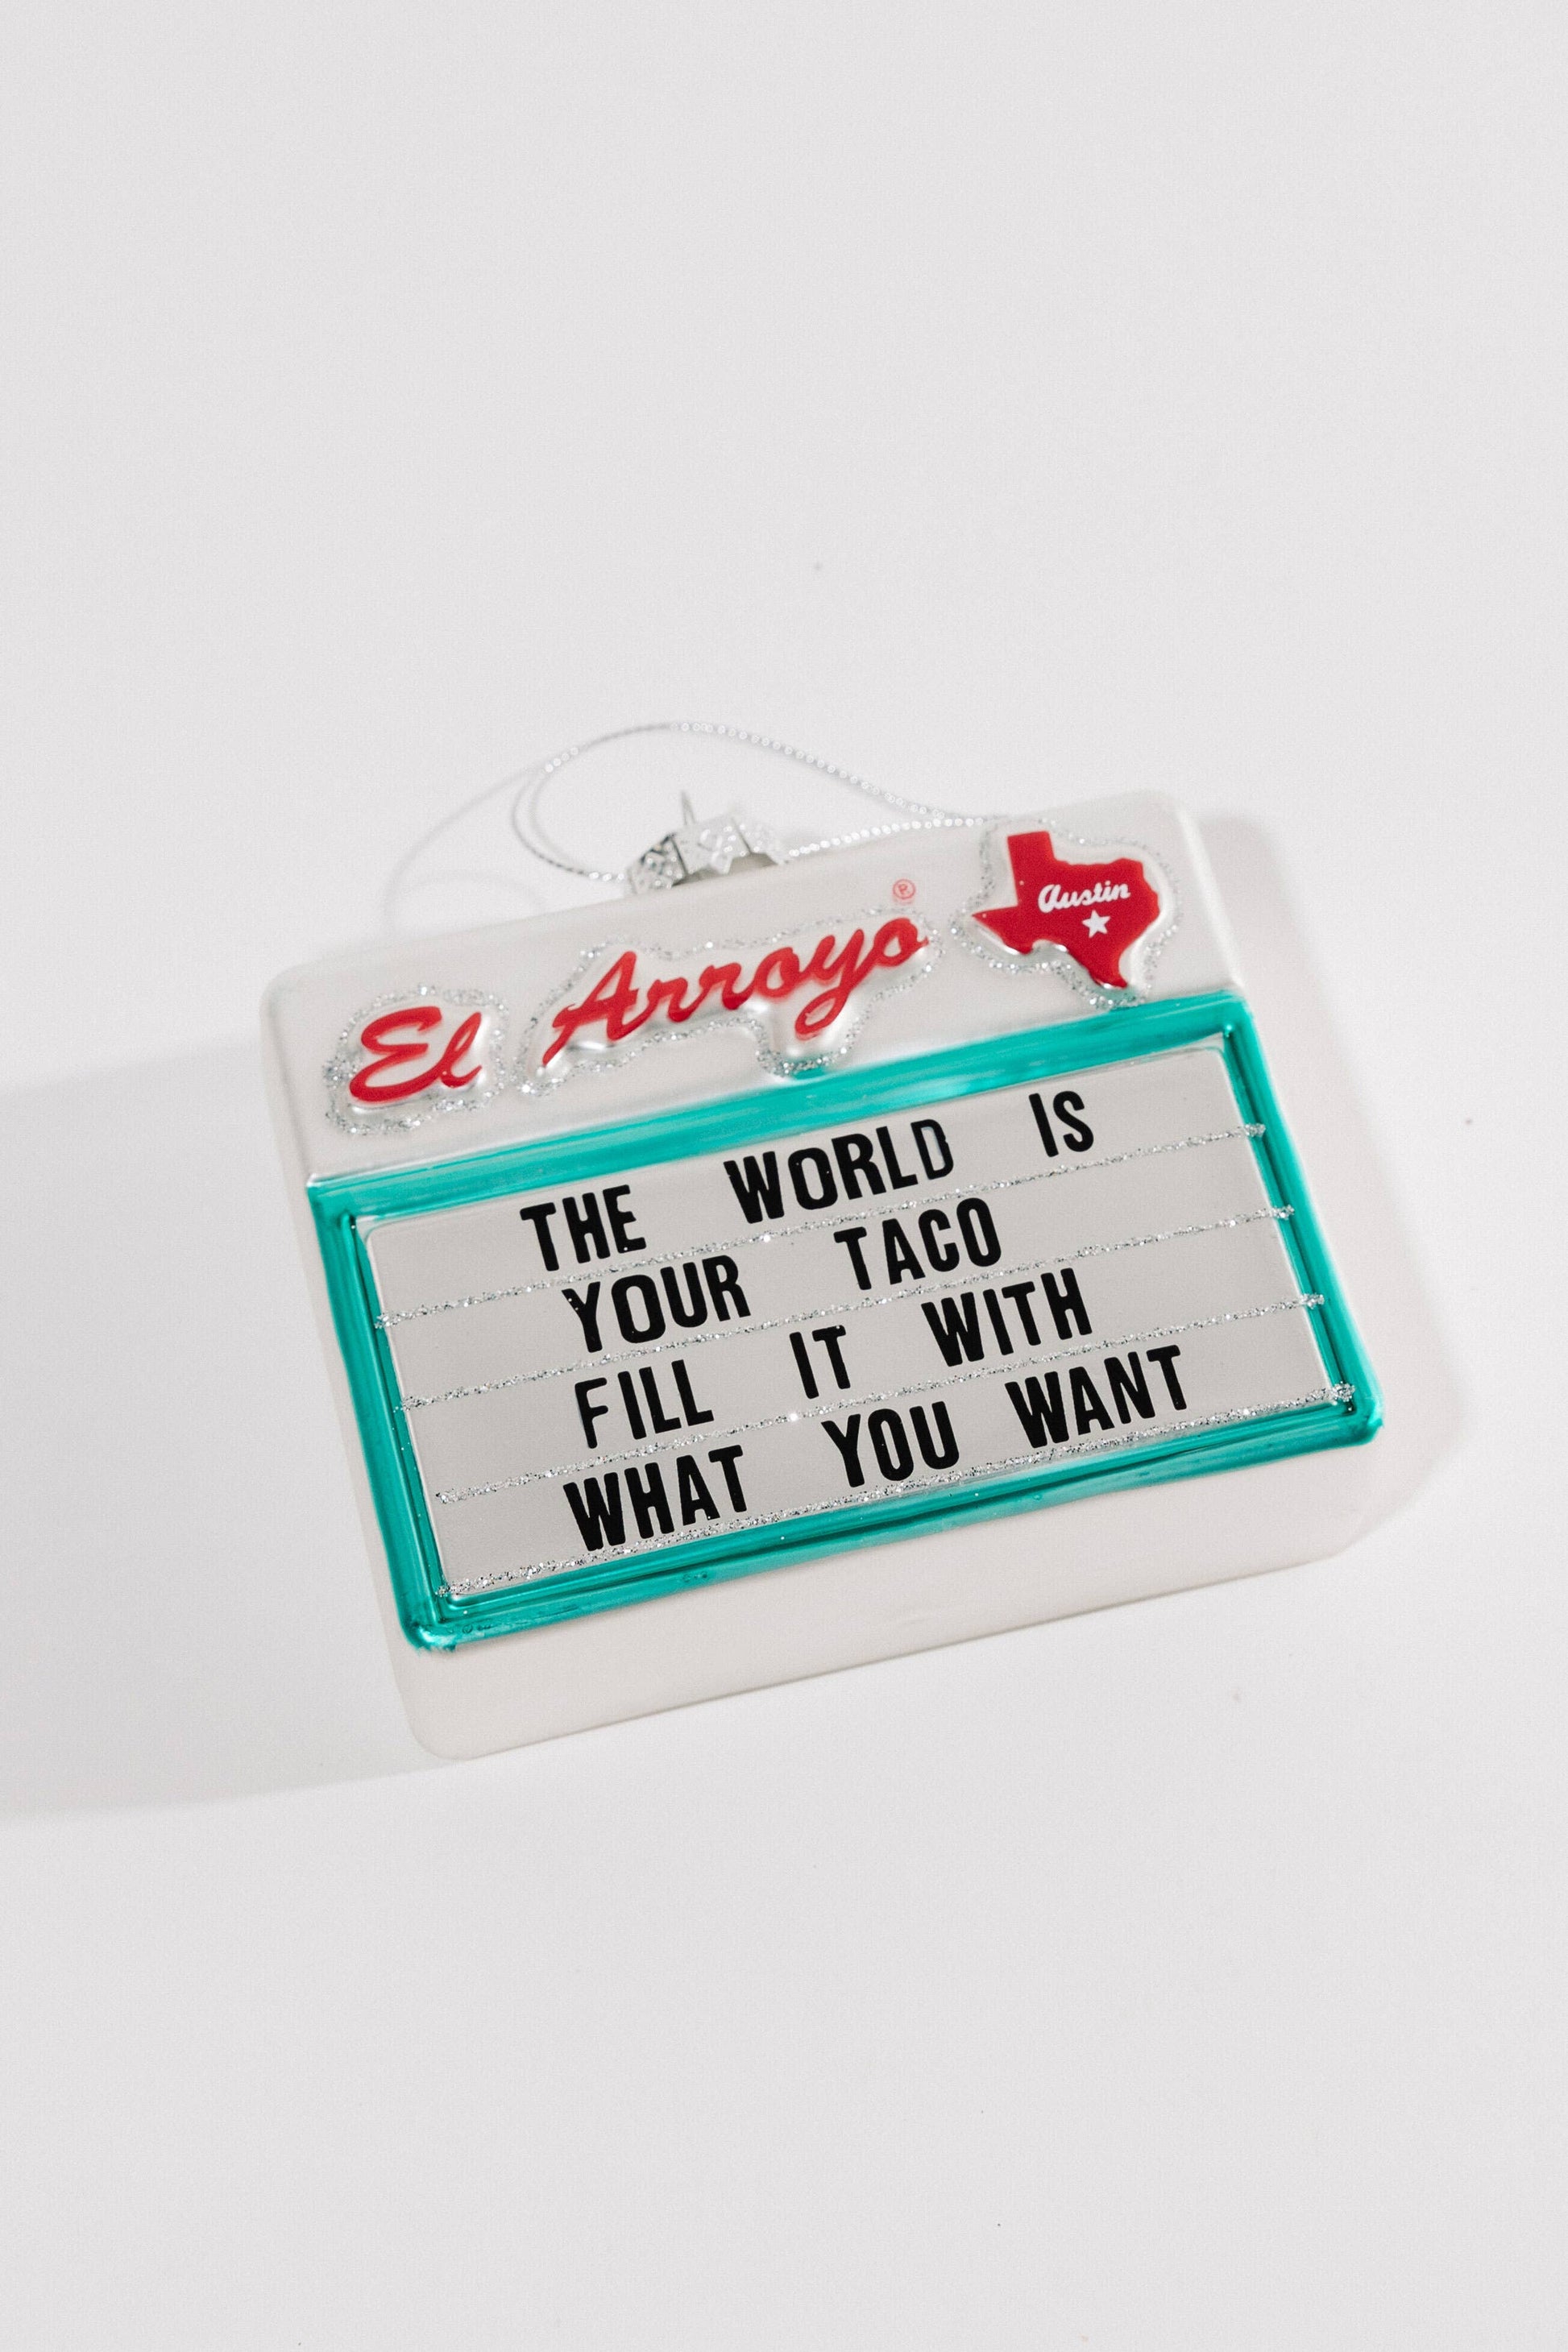 El Arroyo®
Austin
THE WORLD IS
YOUR TACO
FILL IT WITH
WHAT YOU WANT